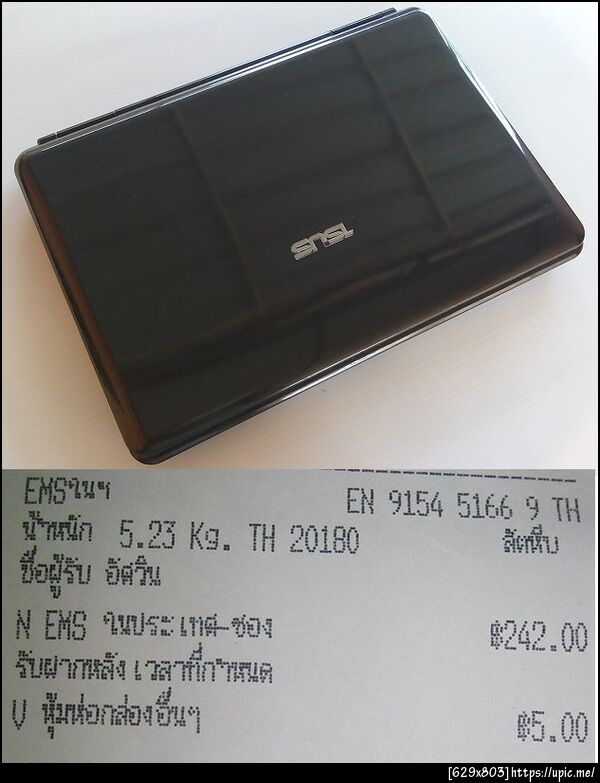 ASUS
EMSในฯ
EN 9154 5166 9 TH
น้ำหนัก 5.23 Kg. TH 20180 สัตหีบ
ชื่อผู้รับ อัศวิน
N EMS ในประเทศ-ซอง ฿242.00
รับฝากหลังเวลาที่กำหนด
V หุ้มห่อกล่องอื่นๆ ฿5.00
[629x803]https://upic.me/